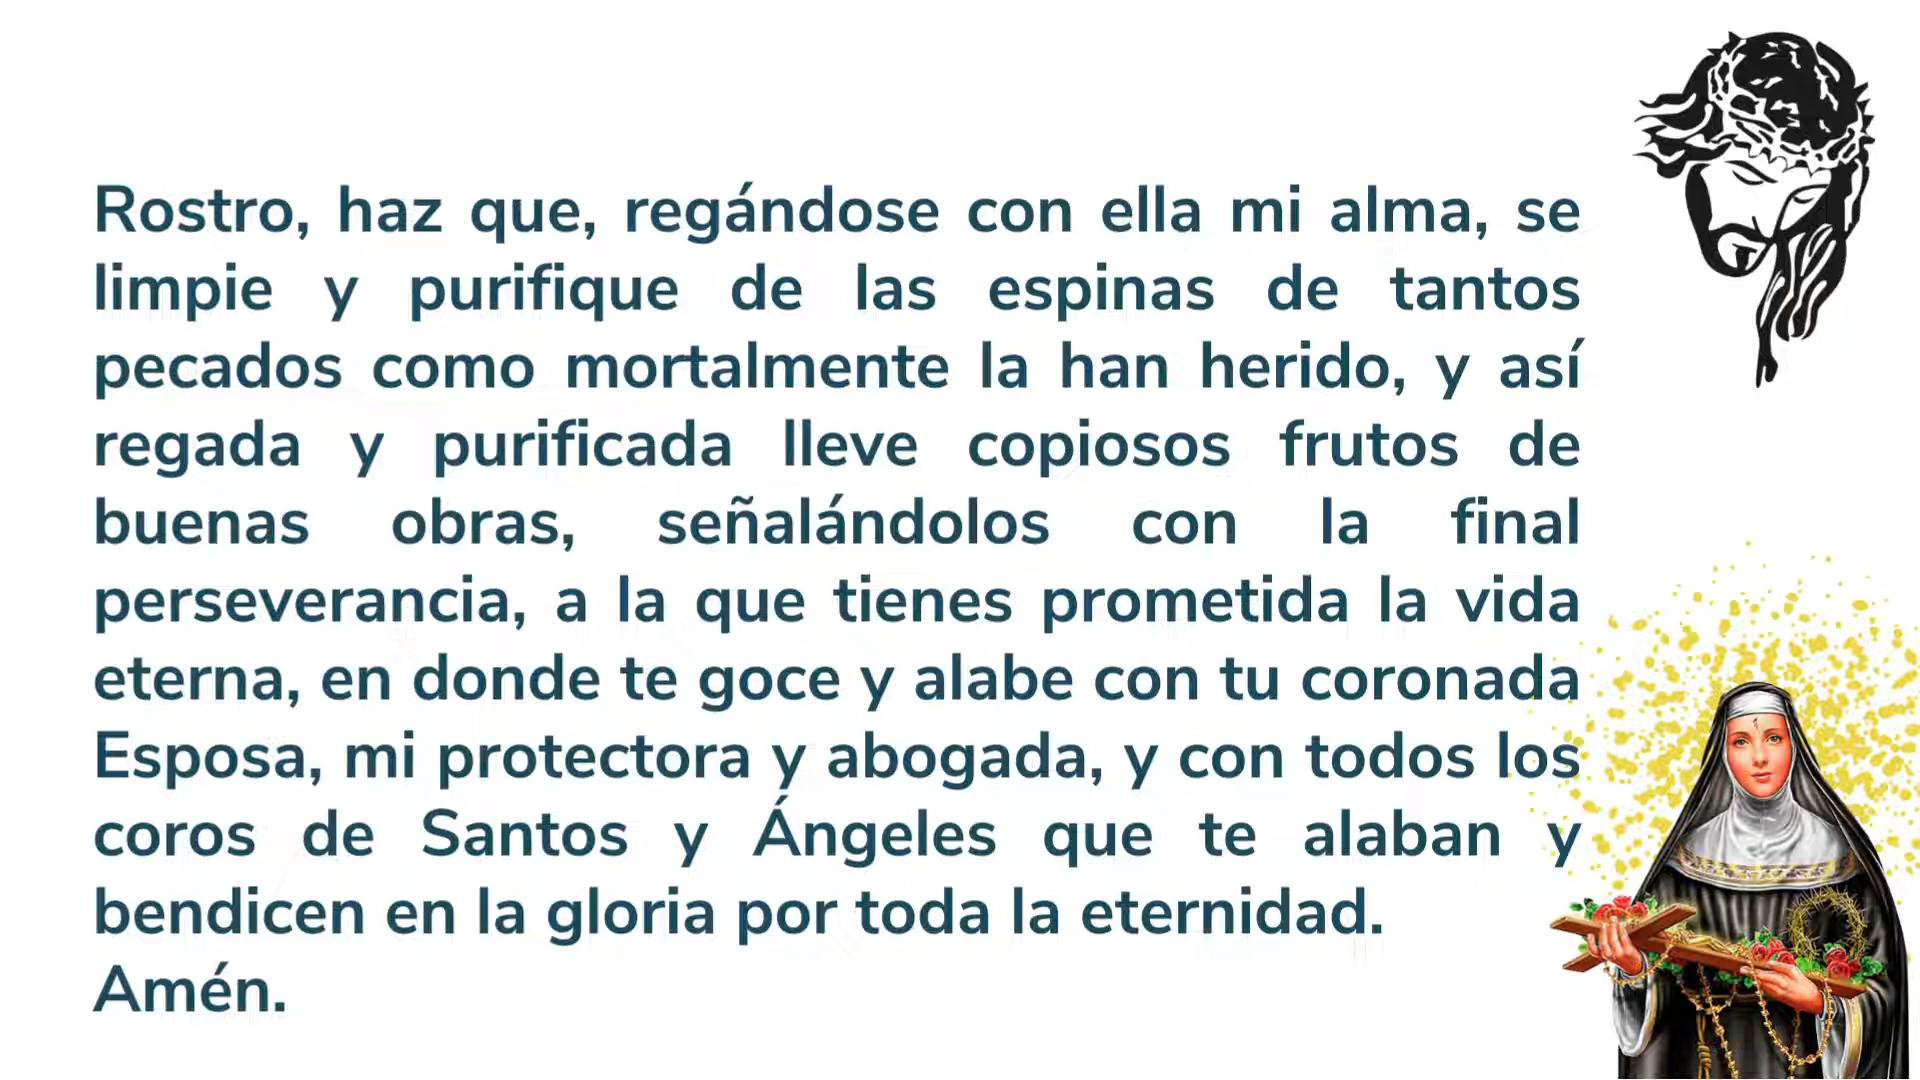 Rostro, haz que, regándose con ella mi alma, se
limpie y purifique de las espinas de tantos
pecados como mortalmente la han herido, y así
regada y purificada lleve copiosos frutos de
buenas obras, señalándolos con la final
perseverancia, a la que tienes prometida la vida
eterna, en donde te goce y alabe con tu coronada
Esposa, mi protectora y abogada, y con todos los
coros de Santos y Ángeles que te alaban y
bendicen en la gloria por toda la eternidad.
Amén.